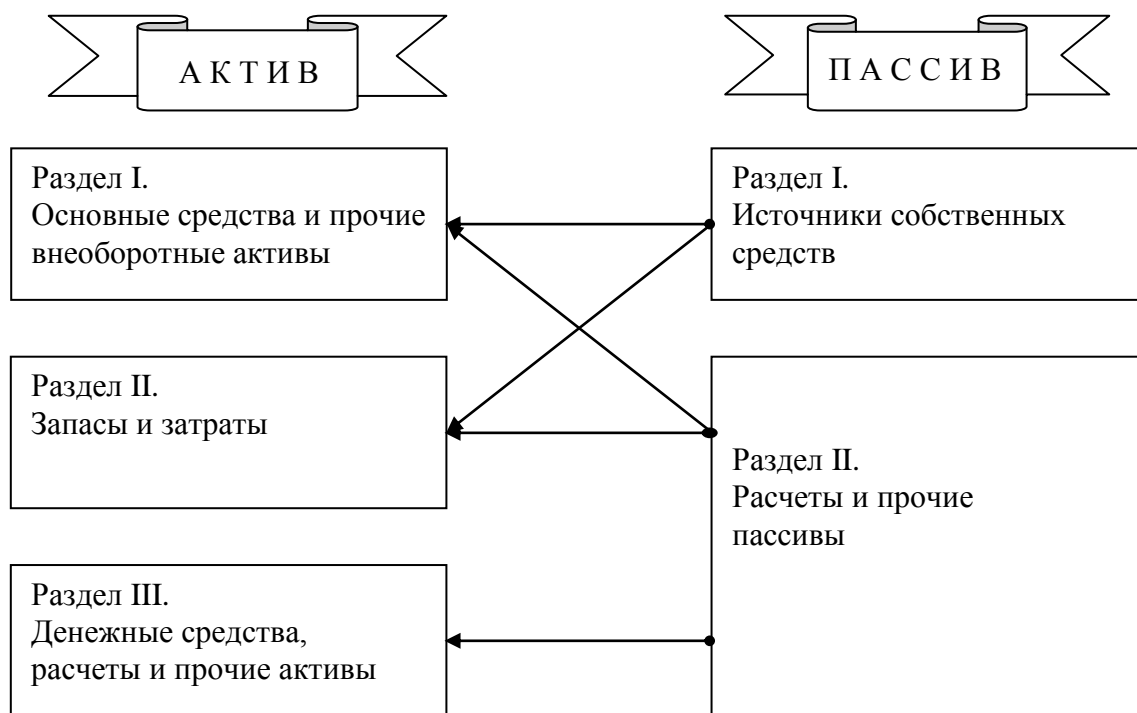 А К Т И В
П А С С И В
Раздел I.
Основные средства и прочие
внеоборотные активы
Раздел I.
Источники собственных
средств
Раздел II.
Запасы и затраты
Раздел II.
Расчеты и прочие
пассивы
Раздел III.
Денежные средства,
расчеты и прочие активы